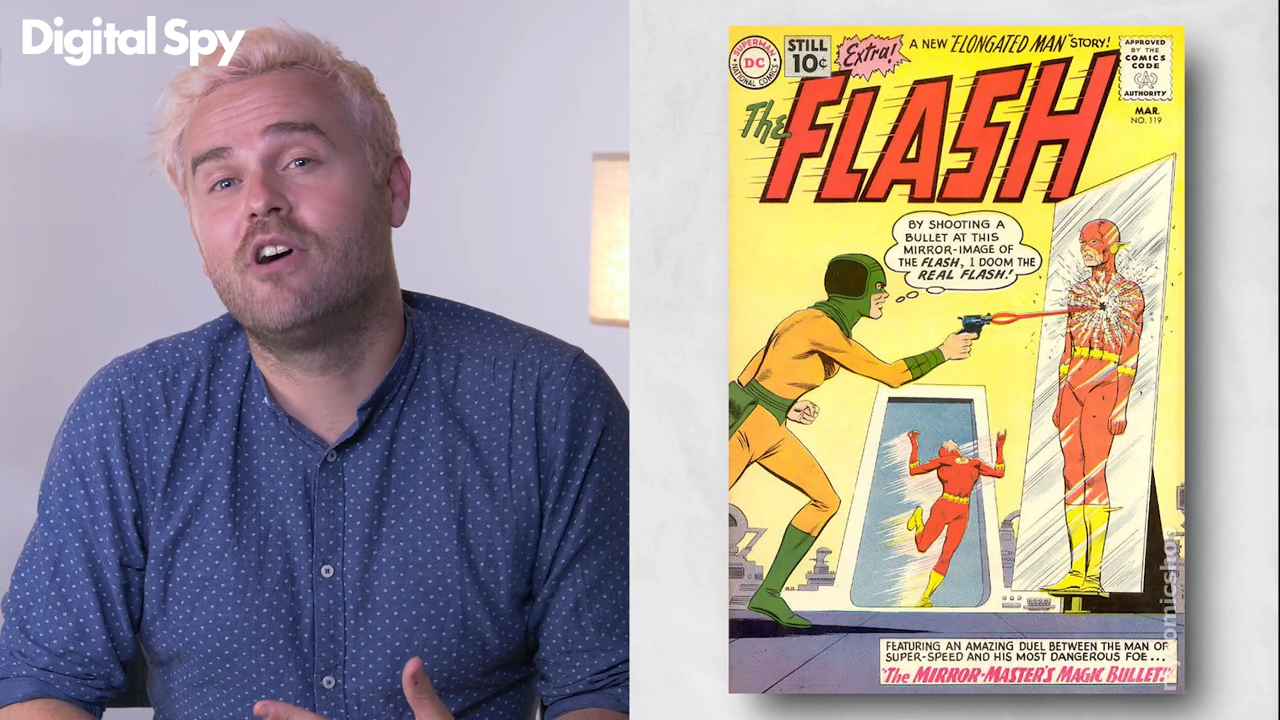 Digital Spy
SUPERMAN
DC
NATIONAL COMICS
STILL
10¢
Extra!
A NEW "ELONGATED MAN" STORY!
APPROVED
BY THE
COMICS
CODE
AUTHORITY
MAR.
NO. 119
The
FLASH
BY SHOOTING A
BULLET AT THIS
MIRROR-IMAGE OF
THE FLASH, I DOOM THE
REAL FLASH!
FEATURING AN AMAZING DUEL BETWEEN THE MAN OF
SUPER-SPEED AND HIS MOST DANGEROUS FOE...
"The MIRROR-MASTER'S MAGIC BULLET!"